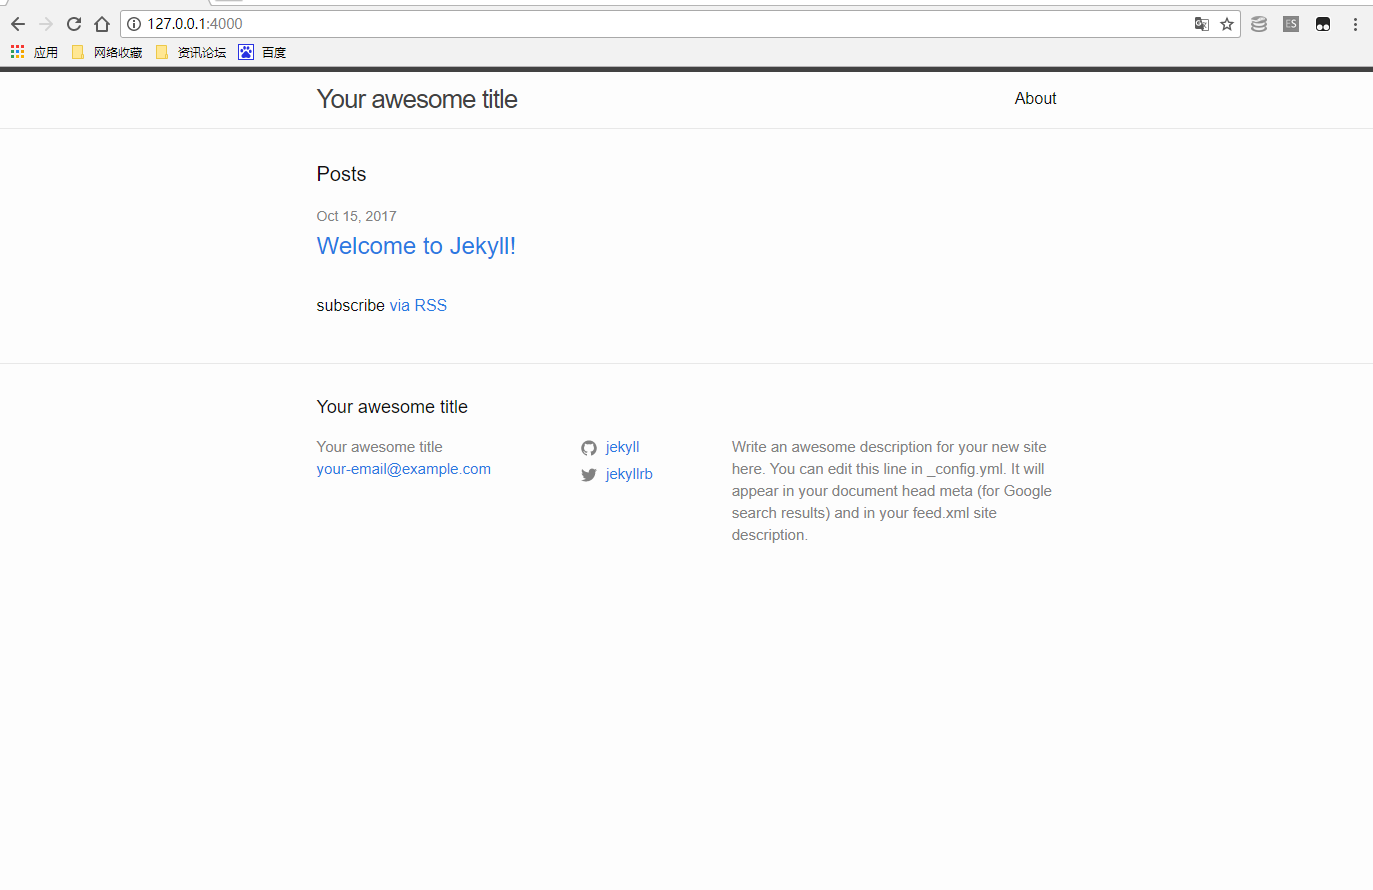 127.0.0.1:4000
应用 网络收藏 资讯论坛 百度
Your awesome title About
Posts
Oct 15, 2017
Welcome to Jekyll!
subscribe via RSS
Your awesome title
Your awesome title
your-email@example.com
jekyll
jekyllrb
Write an awesome description for your new site
here. You can edit this line in _config.yml. It will
appear in your document head meta (for Google
search results) and in your feed.xml site
description.